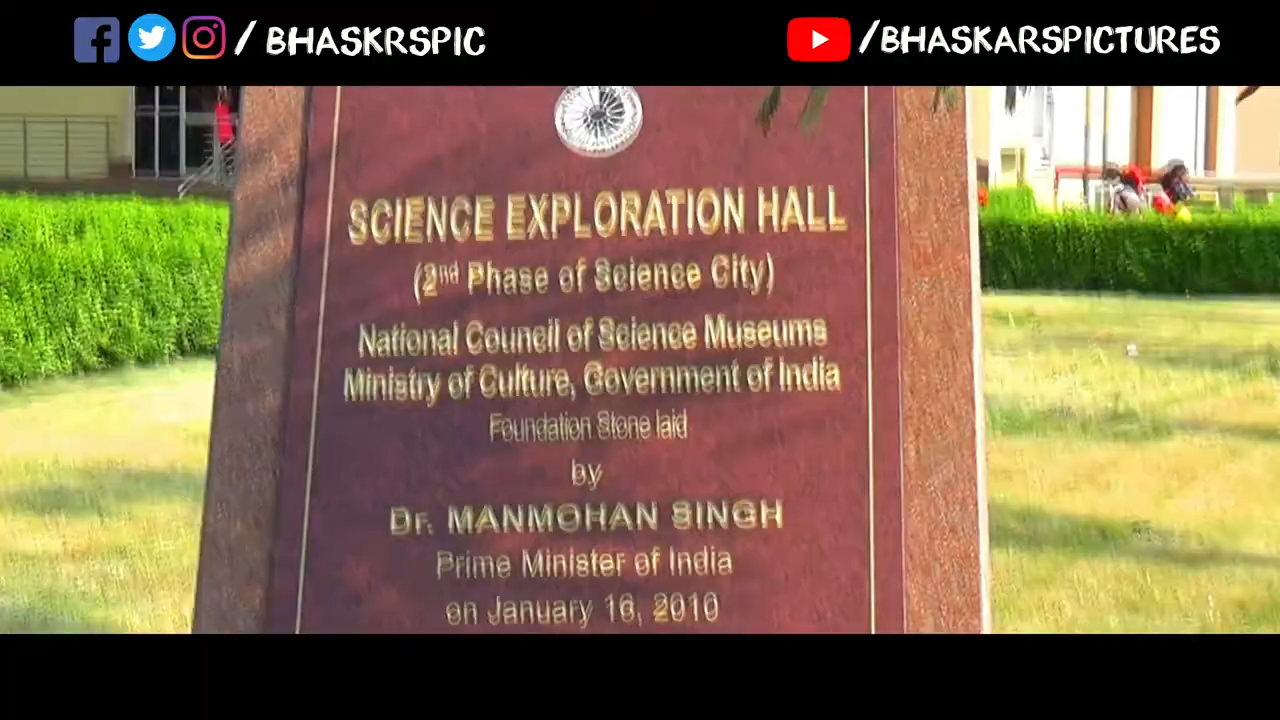 / BHASKRSPIC
/BHASKARSPICTURES
SCIENCE EXPLORATION HALL
(2nd Phase of Science City)
National Council of Science Museums
Ministry of Culture, Government of India
Foundation Stone laid
by
Dr. MANMOHAN SINGH
Prime Minister of India
on January 16, 2010